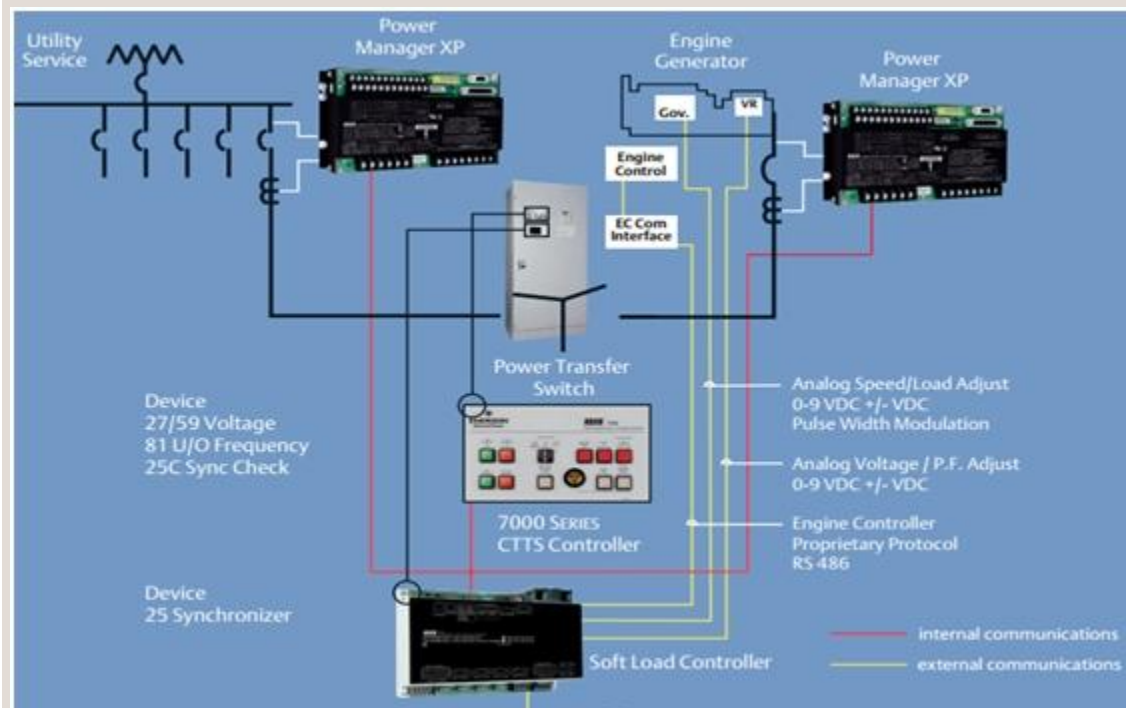 Utility
Service
Power
Manager XP
Engine
Generator
Power
Manager XP
Gov.
VR
Engine
Control
EC Com
Interface
Power Transfer
Switch
Device
27/59 Voltage
81 U/O Frequency
25C Sync Check
Analog Speed/Load Adjust
0-9 VDC +/- VDC
Pulse Width Modulation
Analog Voltage / P.F. Adjust
0-9 VDC +/- VDC
7000 SERIES
CTTS Controller
Engine Controller
Proprietary Protocol
RS 486
Device
25 Synchronizer
Soft Load Controller
internal communications
external communications